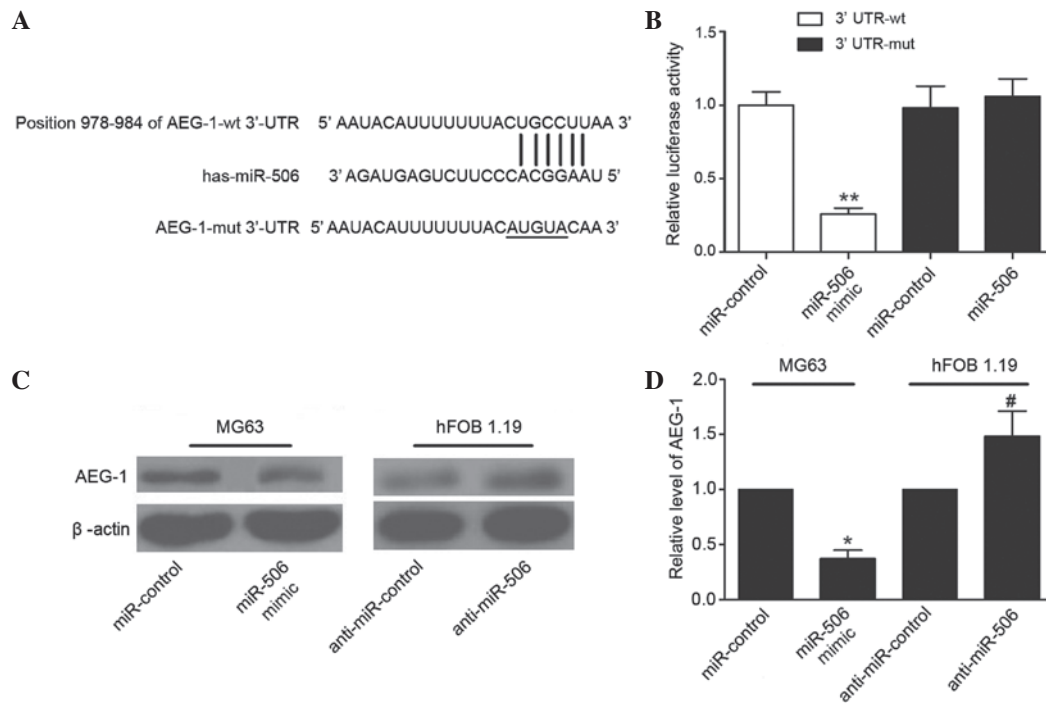 A
Position 978-984 of AEG-1-wt 3'-UTR 5' AAUACAUUUUUUUACUGCCUUAA 3'
has-miR-506 3' AGAUGAGUCUUCCCACGGAAU 5'
AEG-1-mut 3'-UTR 5' AAUACAUUUUUUUACAUGUACAA 3'
B
3' UTR-wt
3' UTR-mut
Relative luciferase activity
1.5
1.0
0.5
0.0
**
miR-control
miR-506
mimic
miR-control
miR-506
C
MG63
hFOB 1.19
AEG-1
β -actin
miR-control
miR-506
mimic
anti-miR-control
anti-miR-506
D
MG63
hFOB 1.19
Relative level of AEG-1
2.0
1.5
1.0
0.5
0.0
*
#
miR-control
miR-506
mimic
anti-miR-control
anti-miR-506